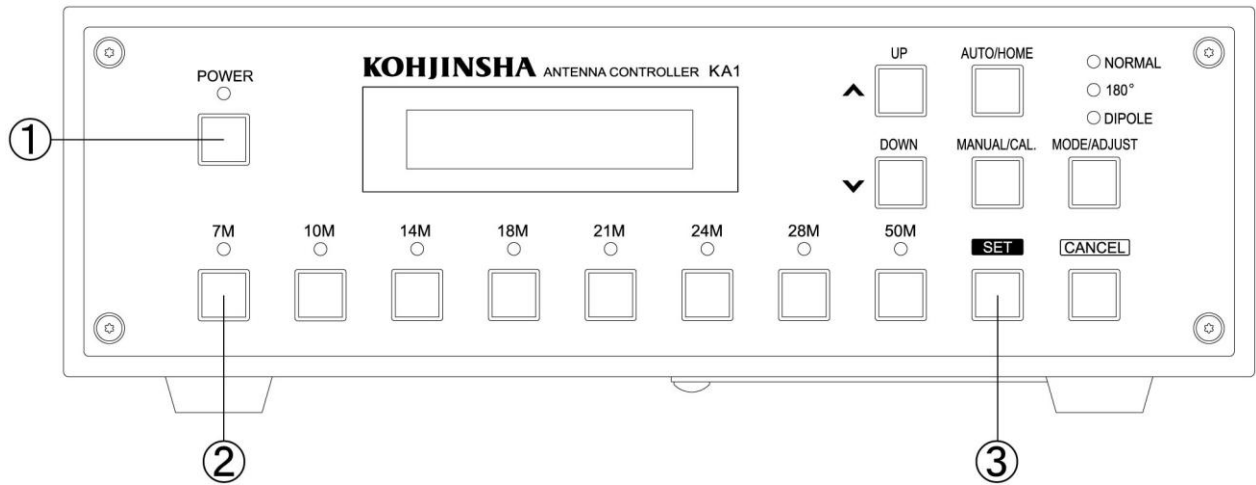 POWER
KOHJINSHA ANTENNA CONTROLLER KA1
UP
AUTO/HOME
NORMAL
180°
DIPOLE
①
DOWN
MANUAL/CAL.
MODE/ADJUST
7M
10M
14M
18M
21M
24M
28M
50M
SET
CANCEL
②
③